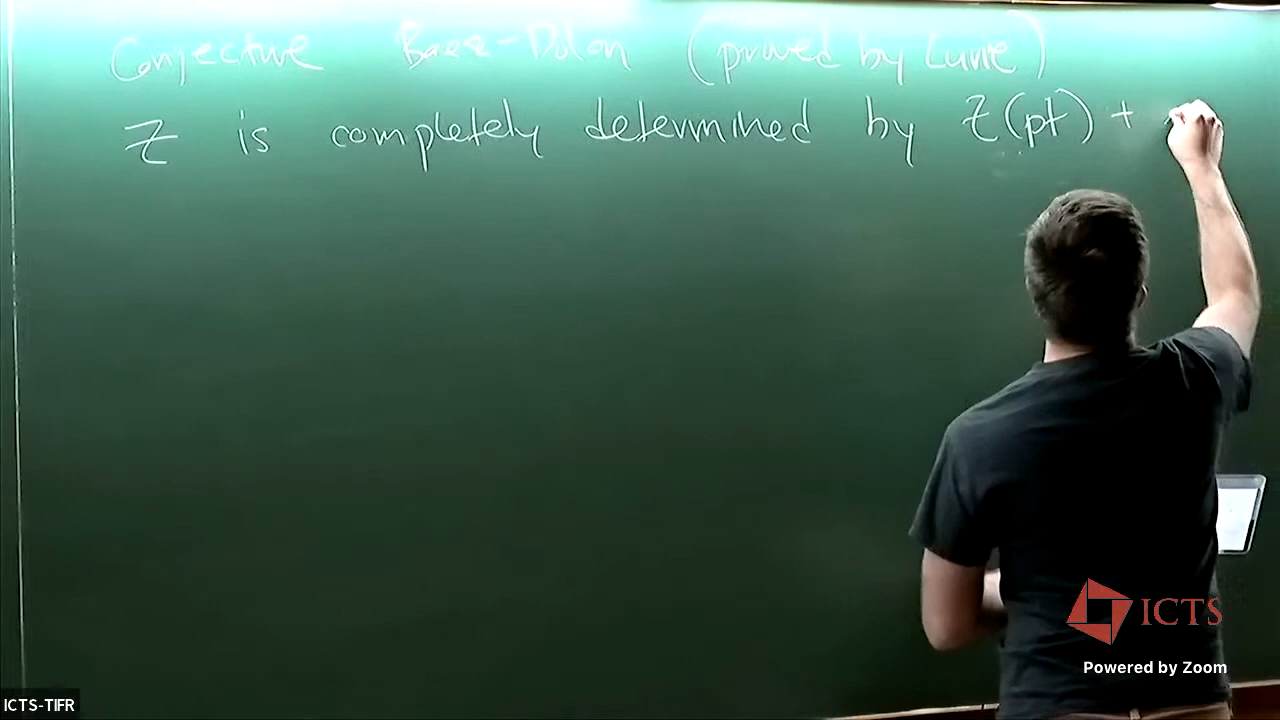 Conjecture Baez-Dolan (proved by Lurie)
Z is completely determined by Z(pt) +
ICTS
Powered by Zoom
ICTS-TIFR